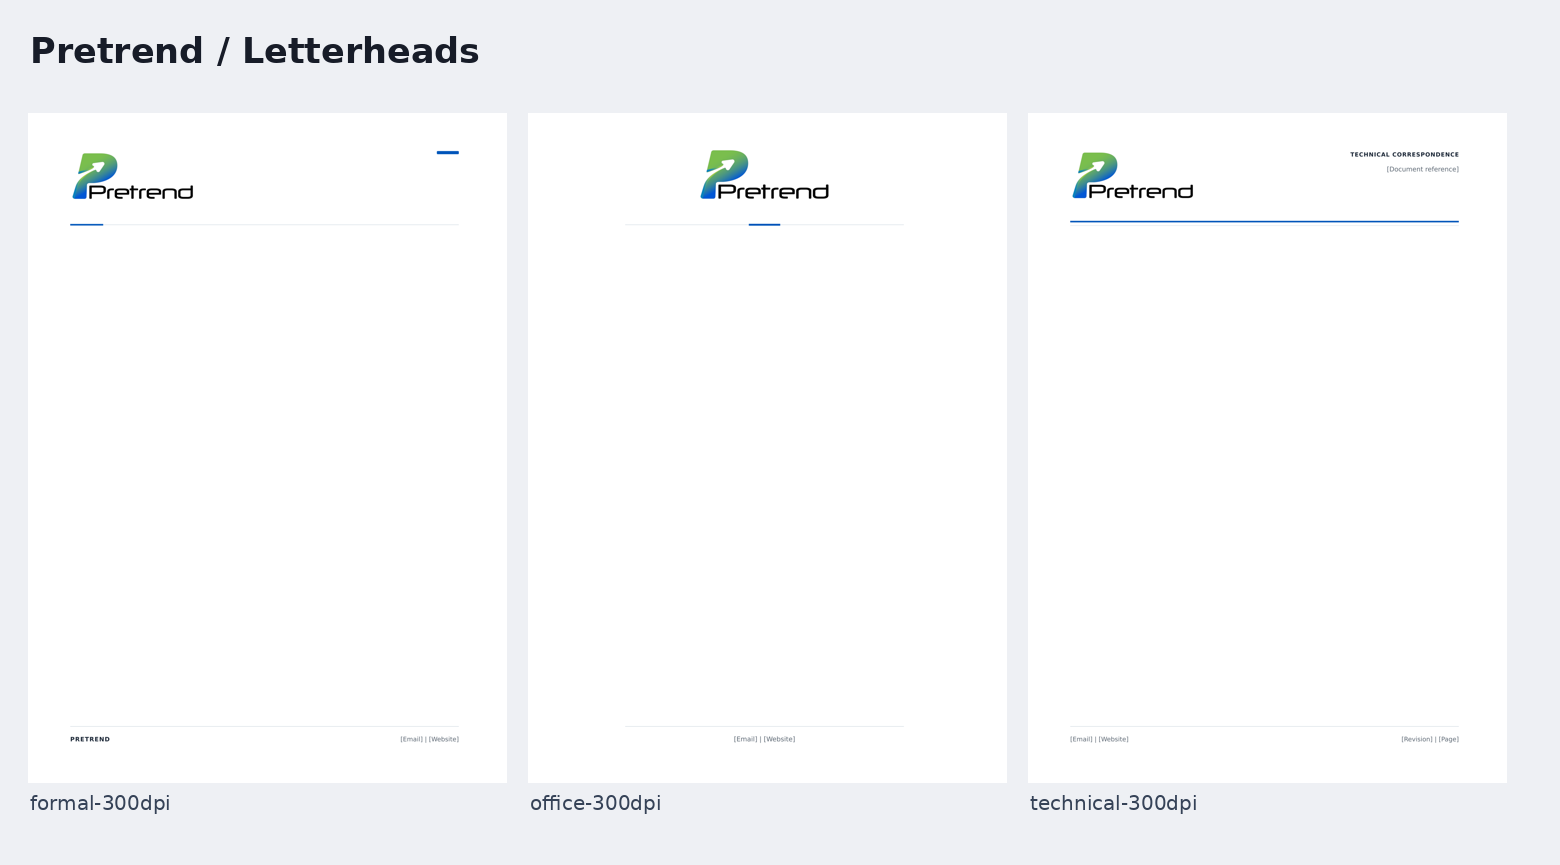 Pretrend / Letterheads
Pretrend
PRETREND
[Email] | [Website]
formal-300dpi
Pretrend
[Email] | [Website]
office-300dpi
Pretrend
TECHNICAL CORRESPONDENCE
[Document reference]
[Email] | [Website]
[Revision] | [Page]
technical-300dpi